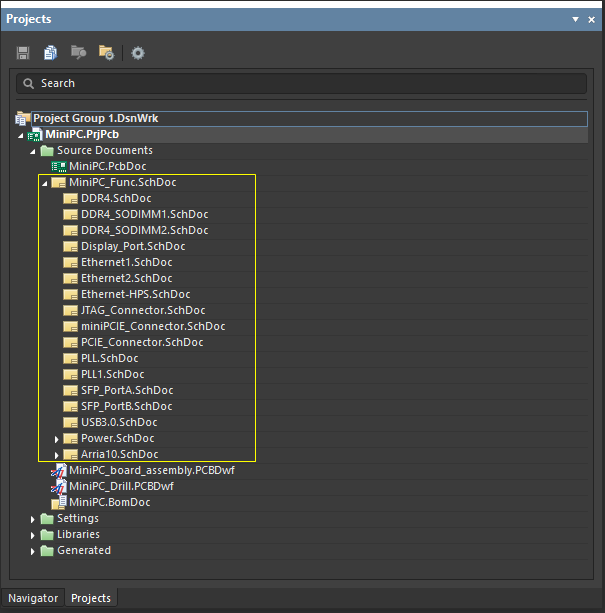 Projects
Search
Project Group 1.DsnWrk
MiniPC.PrjPcb
Source Documents
MiniPC.PcbDoc
MiniPC_Func.SchDoc
DDR4.SchDoc
DDR4_SODIMM1.SchDoc
DDR4_SODIMM2.SchDoc
Display_Port.SchDoc
Ethernet1.SchDoc
Ethernet2.SchDoc
Ethernet-HPS.SchDoc
JTAG_Connector.SchDoc
miniPCIE_Connector.SchDoc
PCIE_Connector.SchDoc
PLL.SchDoc
PLL1.SchDoc
SFP_PortA.SchDoc
SFP_PortB.SchDoc
USB3.0.SchDoc
Power.SchDoc
Arria10.SchDoc
MiniPC_board_assembly.PCBDwf
MiniPC_Drill.PCBDwf
MiniPC.BomDoc
Settings
Libraries
Generated
Navigator Projects